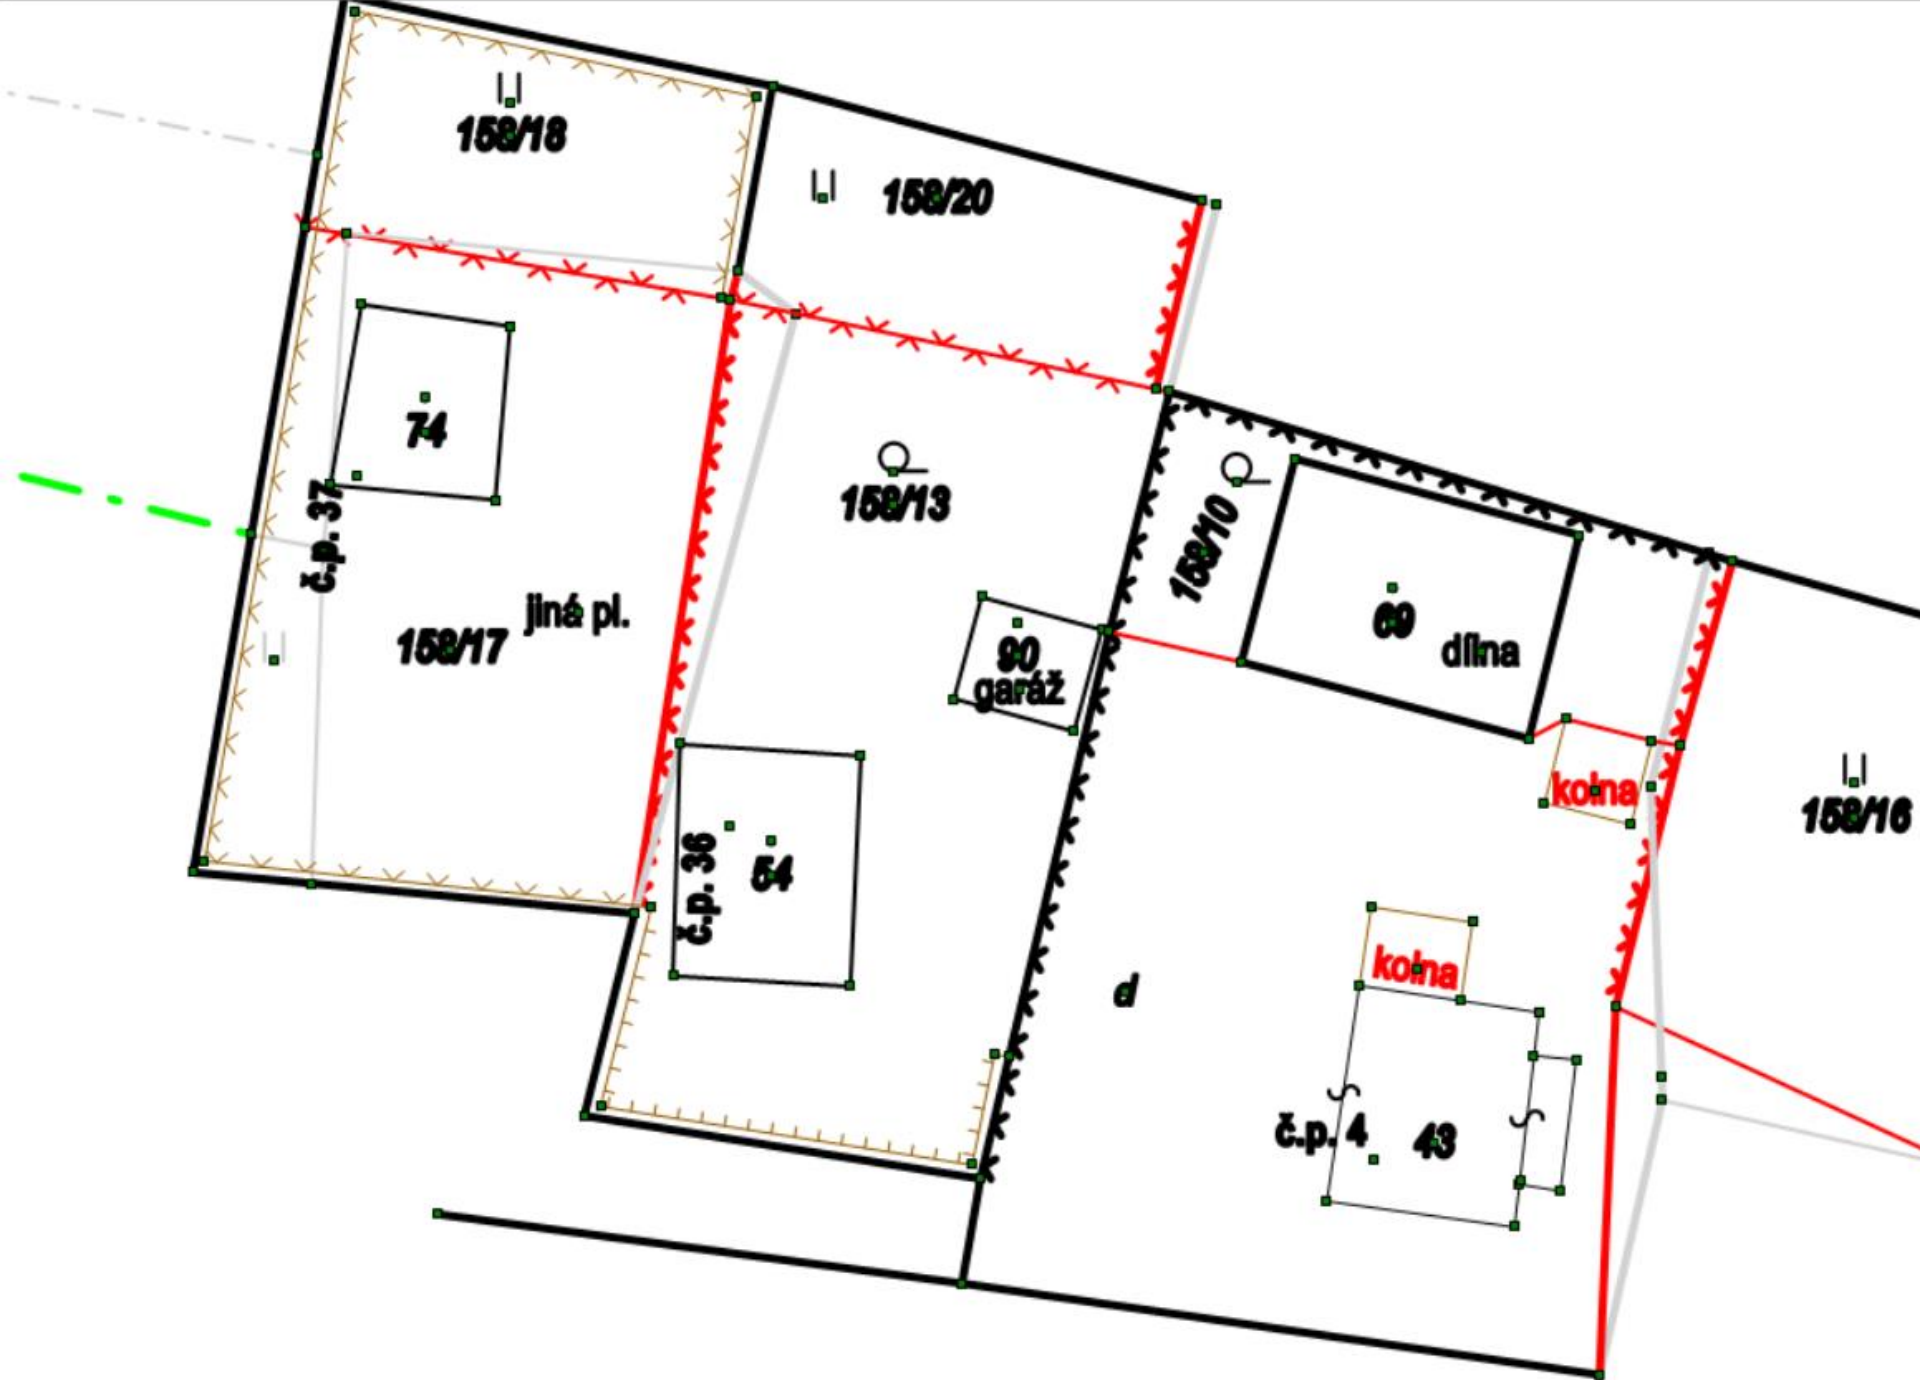 158/18
158/20
74
č.p. 37
158/13
158/10
jiná pl.
158/17
90
garáž
69
dílna
kolna
158/16
č.p. 36
54
kolna
d
č.p. 4
43